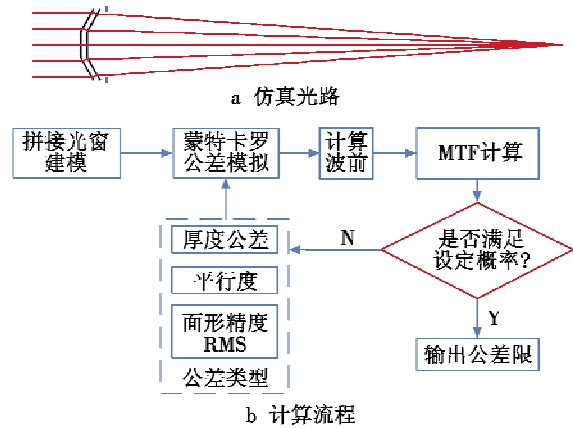 a 仿真光路
拼接光窗
建模
蒙特卡罗
公差模拟
计算
波前
MTF计算
厚度公差
平行度
面形精度
RMS
公差类型
N
是否满足
设定概率?
Y
输出公差限
b 计算流程